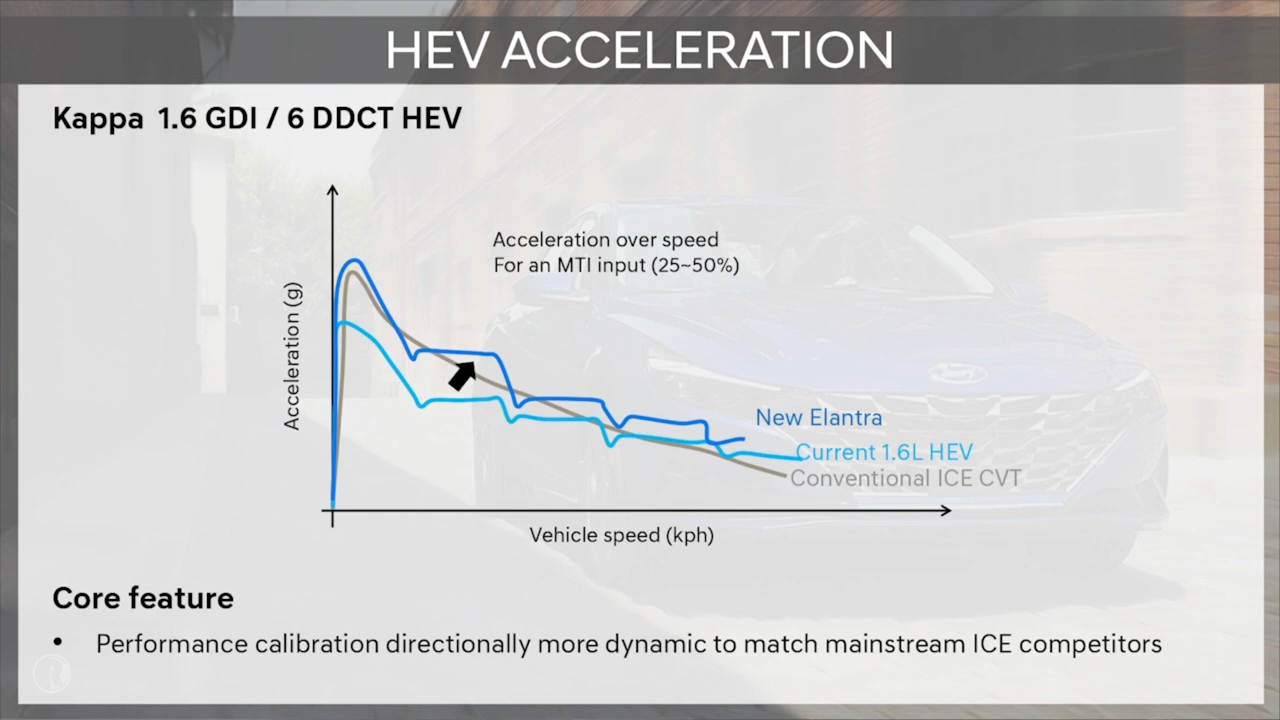 HEV ACCELERATION
Kappa 1.6 GDI / 6 DDCT HEV
Acceleration over speed
For an MTI input (25~50%)
Acceleration (g)
New Elantra
Current 1.6L HEV
Conventional ICE CVT
Vehicle speed (kph)
Core feature
• Performance calibration directionally more dynamic to match mainstream ICE competitors